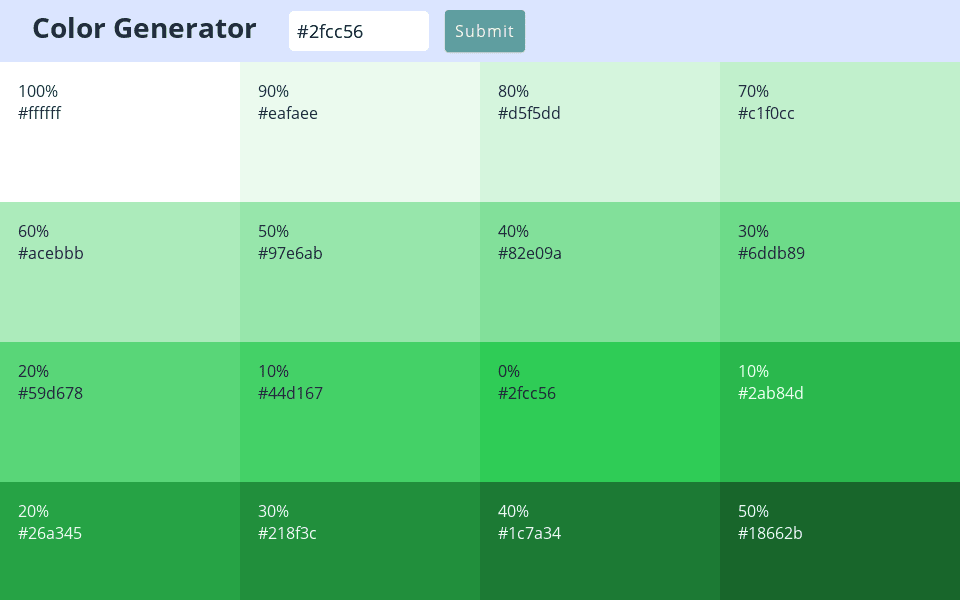 Color Generator
#2fcc56
Submit
100%
#ffffff
90%
#eafaee
80%
#d5f5dd
70%
#c1f0cc
60%
#acebbb
50%
#97e6ab
40%
#82e09a
30%
#6ddb89
20%
#59d678
10%
#44d167
0%
#2fcc56
10%
#2ab84d
20%
#26a345
30%
#218f3c
40%
#1c7a34
50%
#18662b